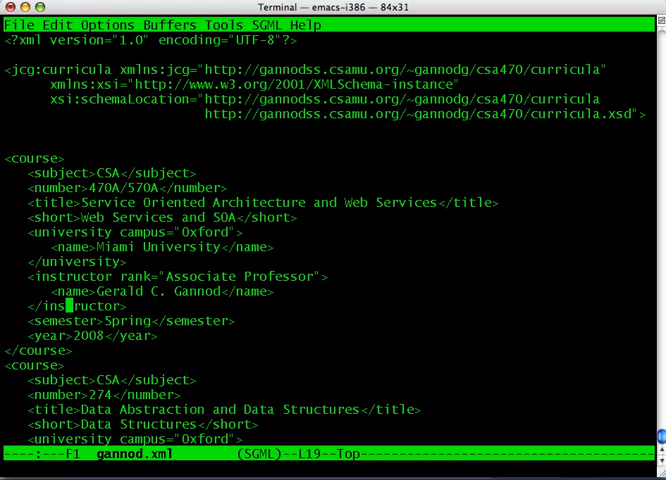 Terminal — emacs-i386 — 84x31
File Edit Options Buffers Tools SGML Help
<?xml version="1.0" encoding="UTF-8"?>
<jcg:curricula xmlns:jcg="http://gannodss.csamu.org/~gannodg/csa470/curricula"
xmlns:xsi="http://www.w3.org/2001/XMLSchema-instance"
xsi:schemaLocation="http://gannodss.csamu.org/~gannodg/csa470/curricula
http://gannodss.csamu.org/~gannodg/csa470/curricula.xsd">
<course>
<subject>CSA</subject>
<number>470A/570A</number>
<title>Service Oriented Architecture and Web Services</title>
<short>Web Services and SOA</short>
<university campus="Oxford">
<name>Miami University</name>
</university>
<instructor rank="Associate Professor">
<name>Gerald C. Gannod</name>
</instructor>
<semester>Spring</semester>
<year>2008</year>
</course>
<course>
<subject>CSA</subject>
<number>274</number>
<title>Data Abstraction and Data Structures</title>
<short>Data Structures</short>
<university campus="Oxford">
----:---F1 gannod.xml (SGML)--L19--Top----------------------------------------